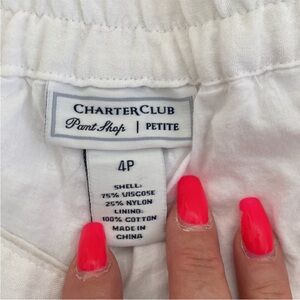 CHARTER CLUB
Pant Shop | PETITE
4P
SHELL:
75% VISCOSE
25% NYLON
LINING:
100% COTTON
MADE IN
CHINA